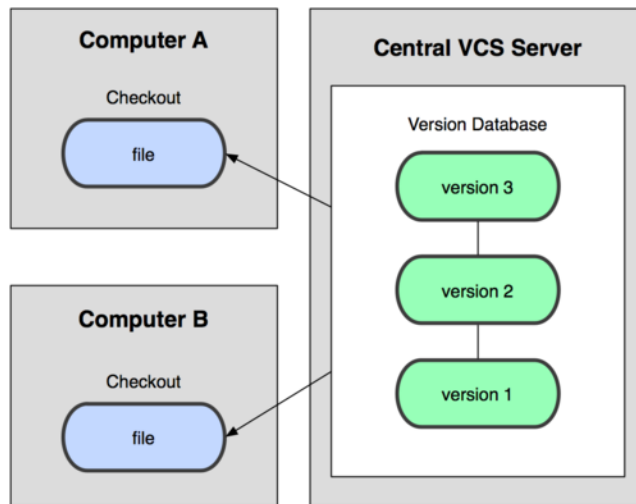 Computer A
Checkout
file
Computer B
Checkout
file
Central VCS Server
Version Database
version 3
version 2
version 1